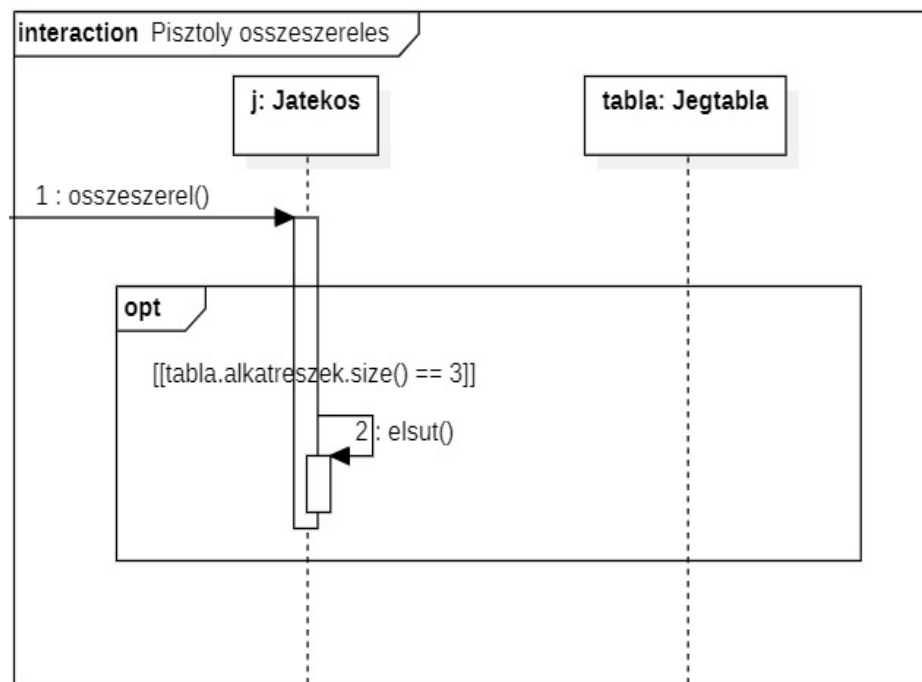 interaction Pisztoly osszeszereles
j: Jatekos
tabla: Jegtabla
1 : osszeszerel()
opt
[[tabla.alkatreszek.size() == 3]]
2 : elsut()